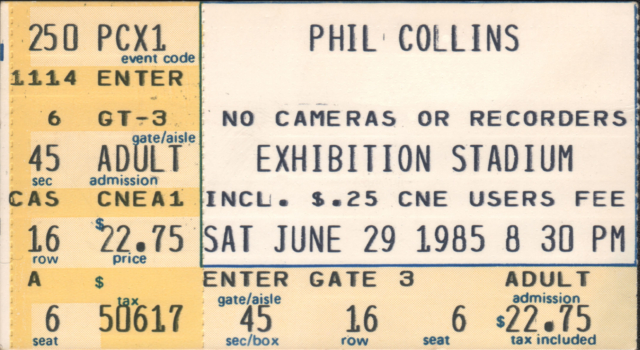 250 PCX1 PHIL COLLINS
event code
1114 ENTER
6 GT-3 NO CAMERAS OR RECORDERS
gate/aisle
45 ADULT EXHIBITION STADIUM
sec admission
CAS CNEA1 INCL. $.25 CNE USERS FEE
16 $22.75 SAT JUNE 29 1985 8 30 PM
row price
A $ ENTER GATE 3 ADULT
tax gate/aisle admission
6 50617 45 16 6 $22.75
seat sec/box row seat tax included